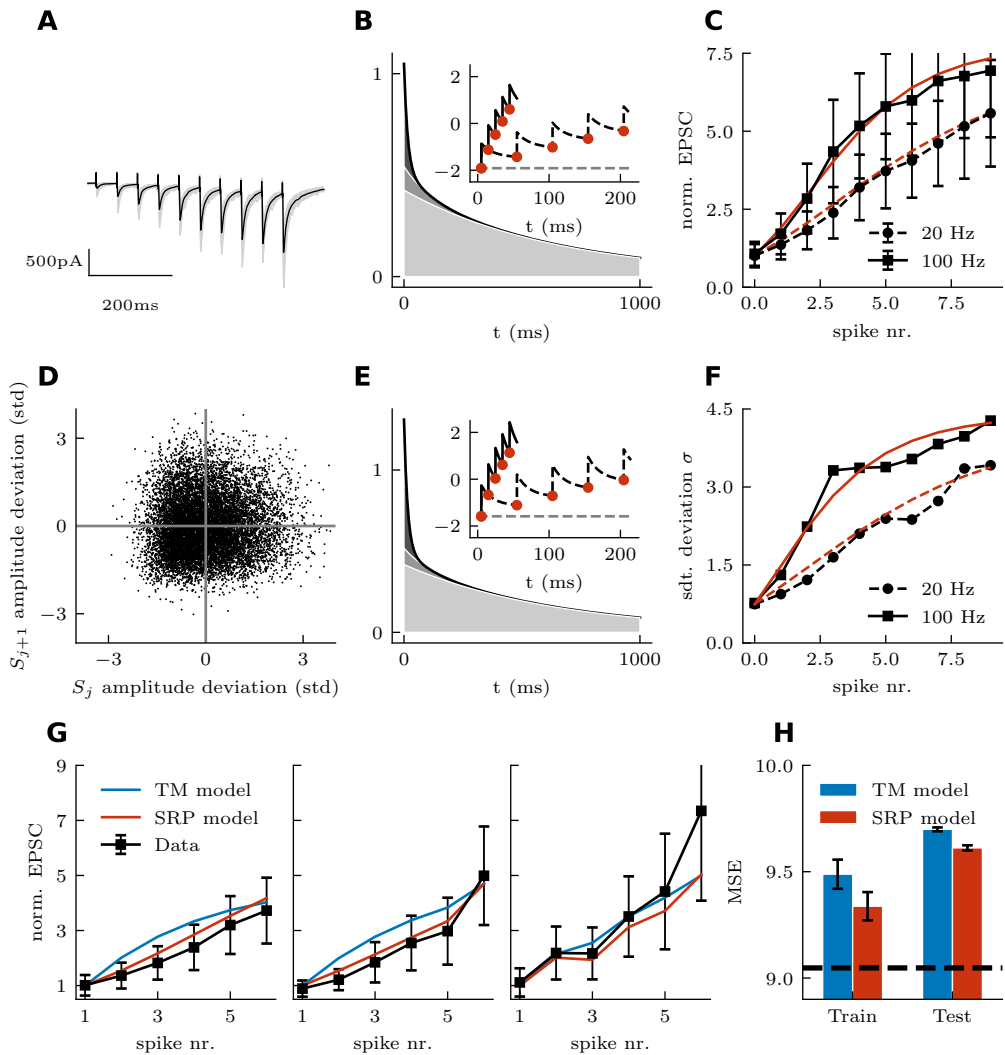 A
500pA
200ms
B
1
0
0
1000
t (ms)
2
0
−2
0
100
200
t (ms)
C
norm. EPSC
7.5
5.0
2.5
0.0
0.0
2.5
5.0
7.5
spike nr.
20 Hz
100 Hz
D
S_{j+1} amplitude deviation (std)
3
0
−3
−3
0
3
S_j amplitude deviation (std)
E
1
0
0
1000
t (ms)
2
0
−2
0
100
200
t (ms)
F
sdt. deviation σ
4.5
3.0
1.5
0.0
0.0
2.5
5.0
7.5
spike nr.
20 Hz
100 Hz
G
norm. EPSC
9
7
5
3
1
TM model
SRP model
Data
1
3
5
spike nr.
1
3
5
spike nr.
1
3
5
spike nr.
H
MSE
10.0
9.5
9.0
TM model
SRP model
Train
Test